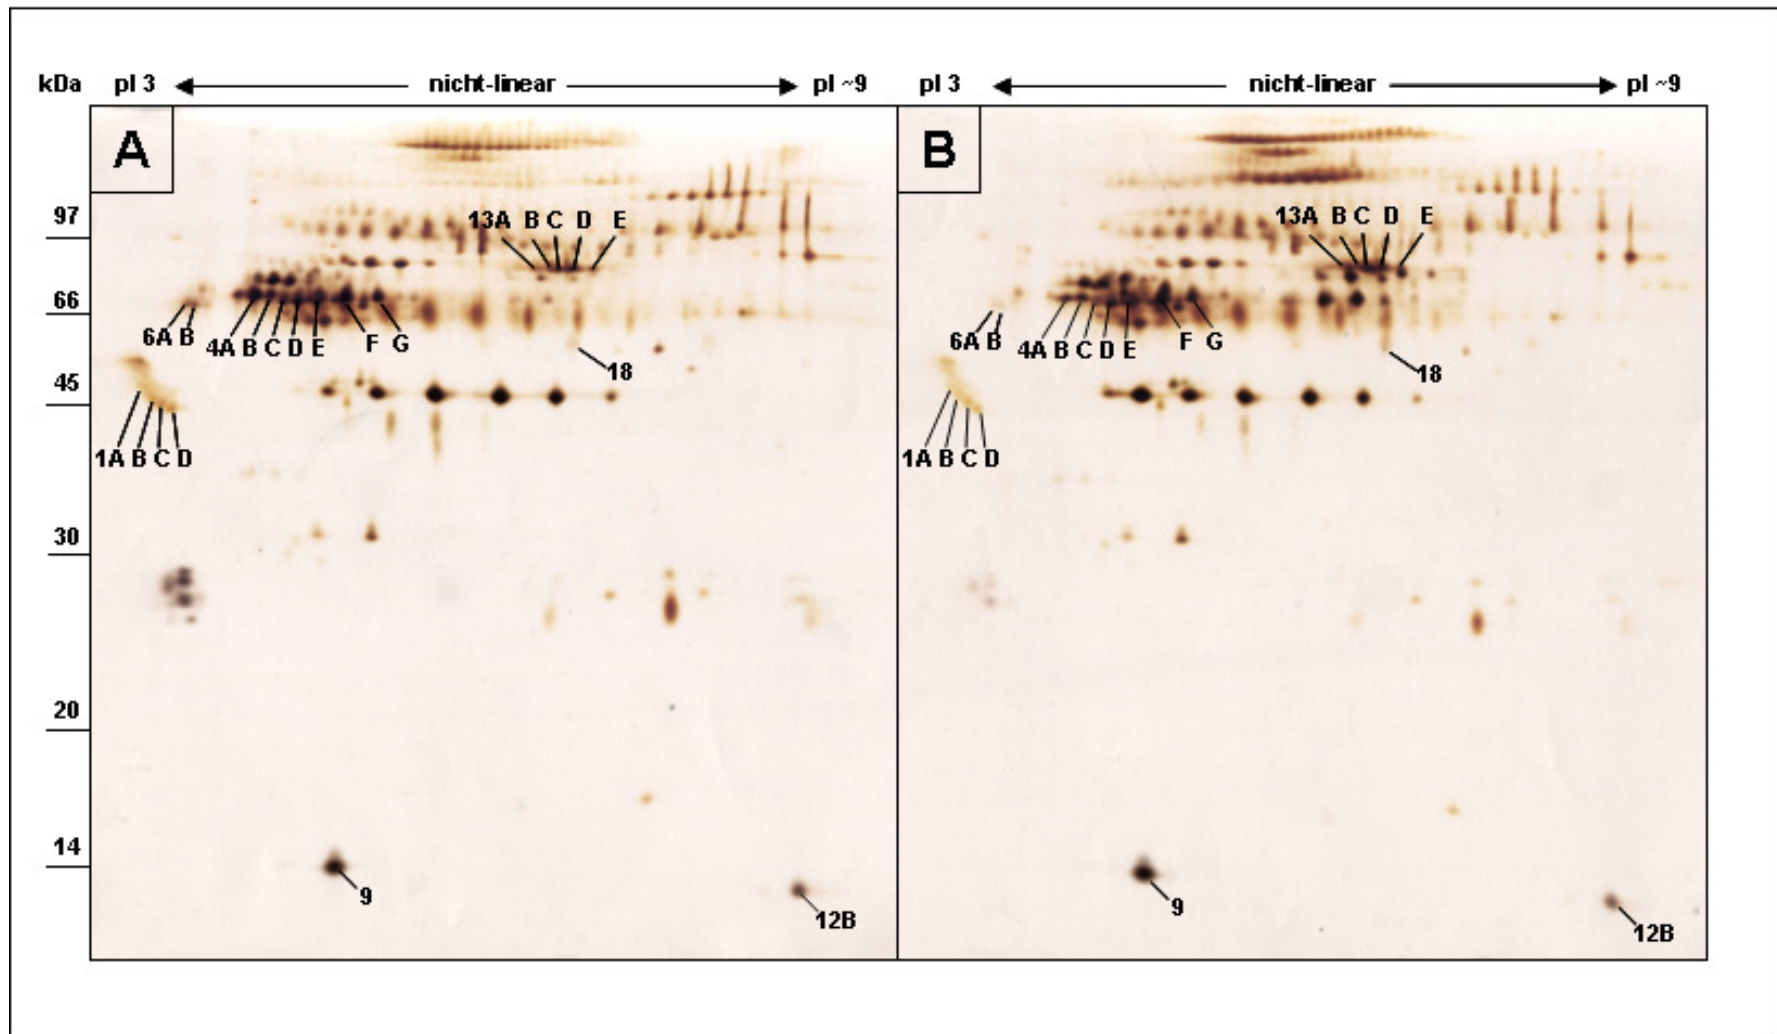 kDa pI 3 nicht-linear pI ~9 pI 3 nicht-linear pI ~9
A B
97 13A B C D E 13A B C D E
66
6A B 4A B C D E F G 6A B 4A B C D E F G
18 18
45
1A B C D 1A B C D
30
20
14
9 9
12B 12B